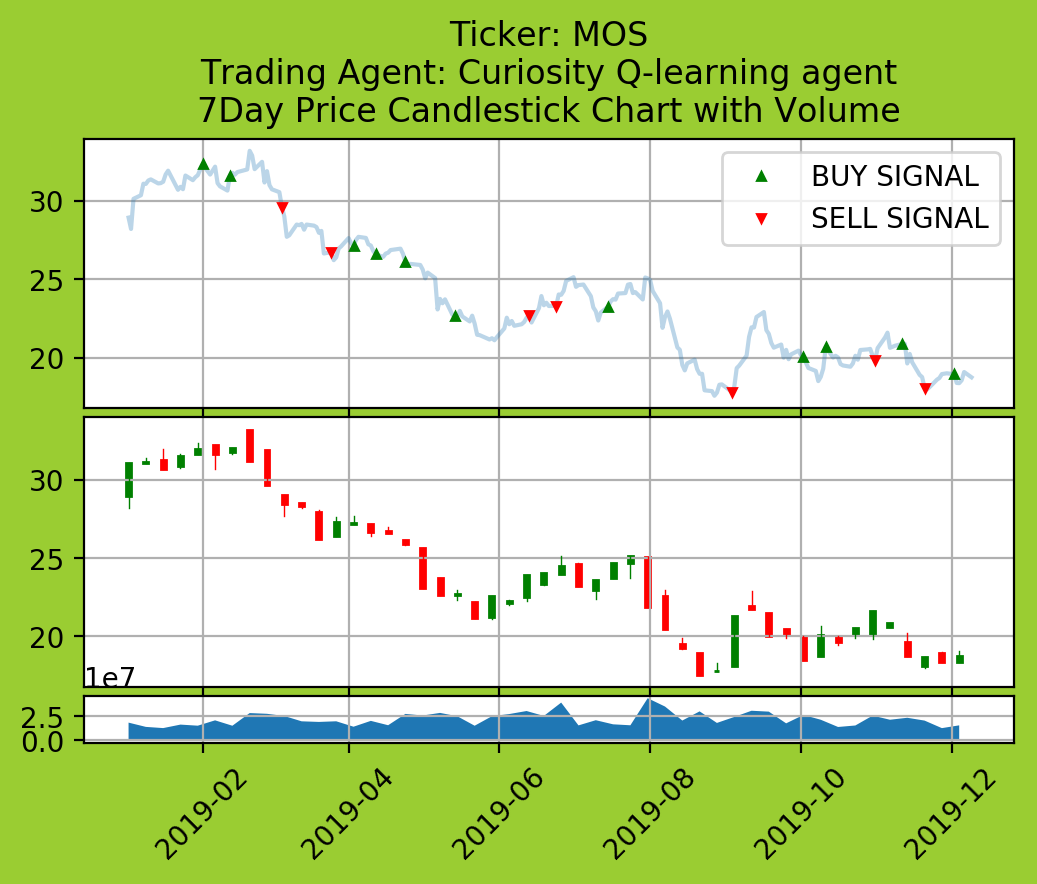 Ticker: MOS
Trading Agent: Curiosity Q-learning agent
7Day Price Candlestick Chart with Volume
BUY SIGNAL
SELL SIGNAL
30
25
20
30
25
20
1e7
2.5
0.0
2019-02
2019-04
2019-06
2019-08
2019-10
2019-12